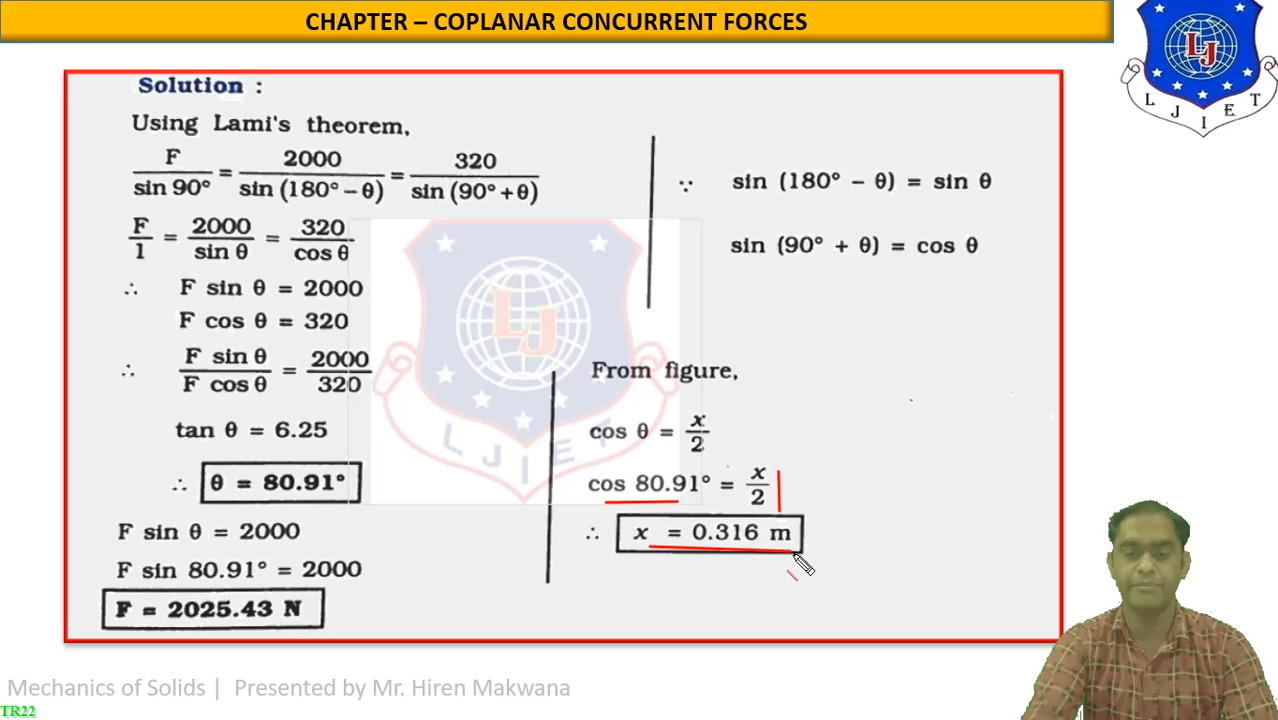 CHAPTER – COPLANAR CONCURRENT FORCES
LJ
L J I E T
Solution :
Using Lami's theorem,
F / sin 90° = 2000 / sin (180° – θ) = 320 / sin (90° + θ)
F / 1 = 2000 / sin θ = 320 / cos θ
∴ F sin θ = 2000
F cos θ = 320
∴ F sin θ / F cos θ = 2000 / 320
tan θ = 6.25
∴ θ = 80.91°
F sin θ = 2000
F sin 80.91° = 2000
F = 2025.43 N
∵ sin (180° – θ) = sin θ
sin (90° + θ) = cos θ
From figure,
cos θ = x / 2
cos 80.91° = x / 2
∴ x = 0.316 m
LJ
L J I E T
Mechanics of Solids | Presented by Mr. Hiren Makwana
TR22